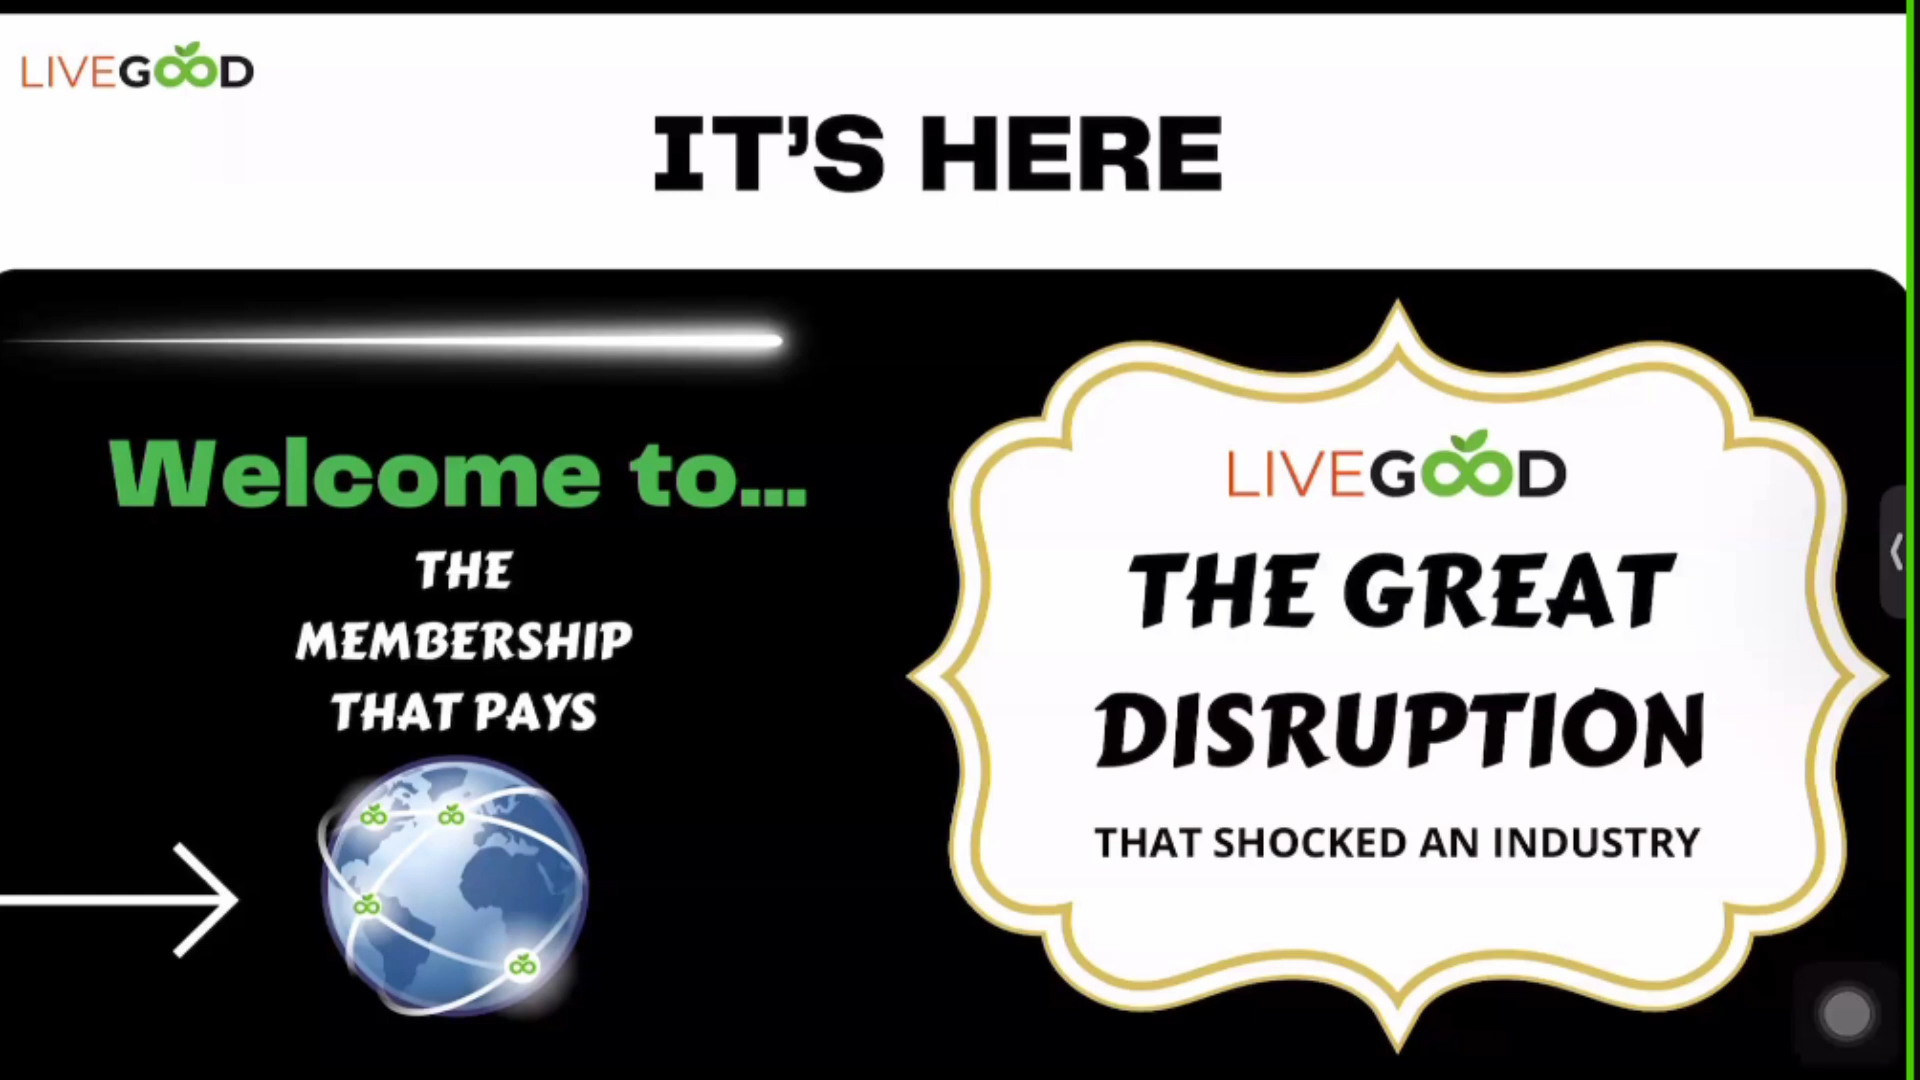 LIVEGOOD
IT'S HERE
Welcome to...
THE
MEMBERSHIP
THAT PAYS
LIVEGOOD
THE GREAT
DISRUPTION
THAT SHOCKED AN INDUSTRY